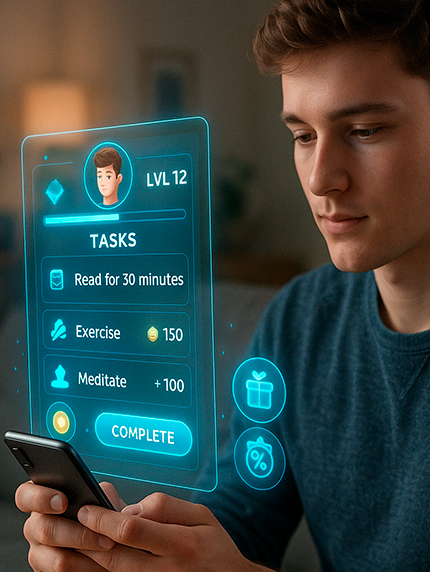 LVL 12
TASKS
Read for 30 minutes
Exercise 150
Meditate +100
COMPLETE
%